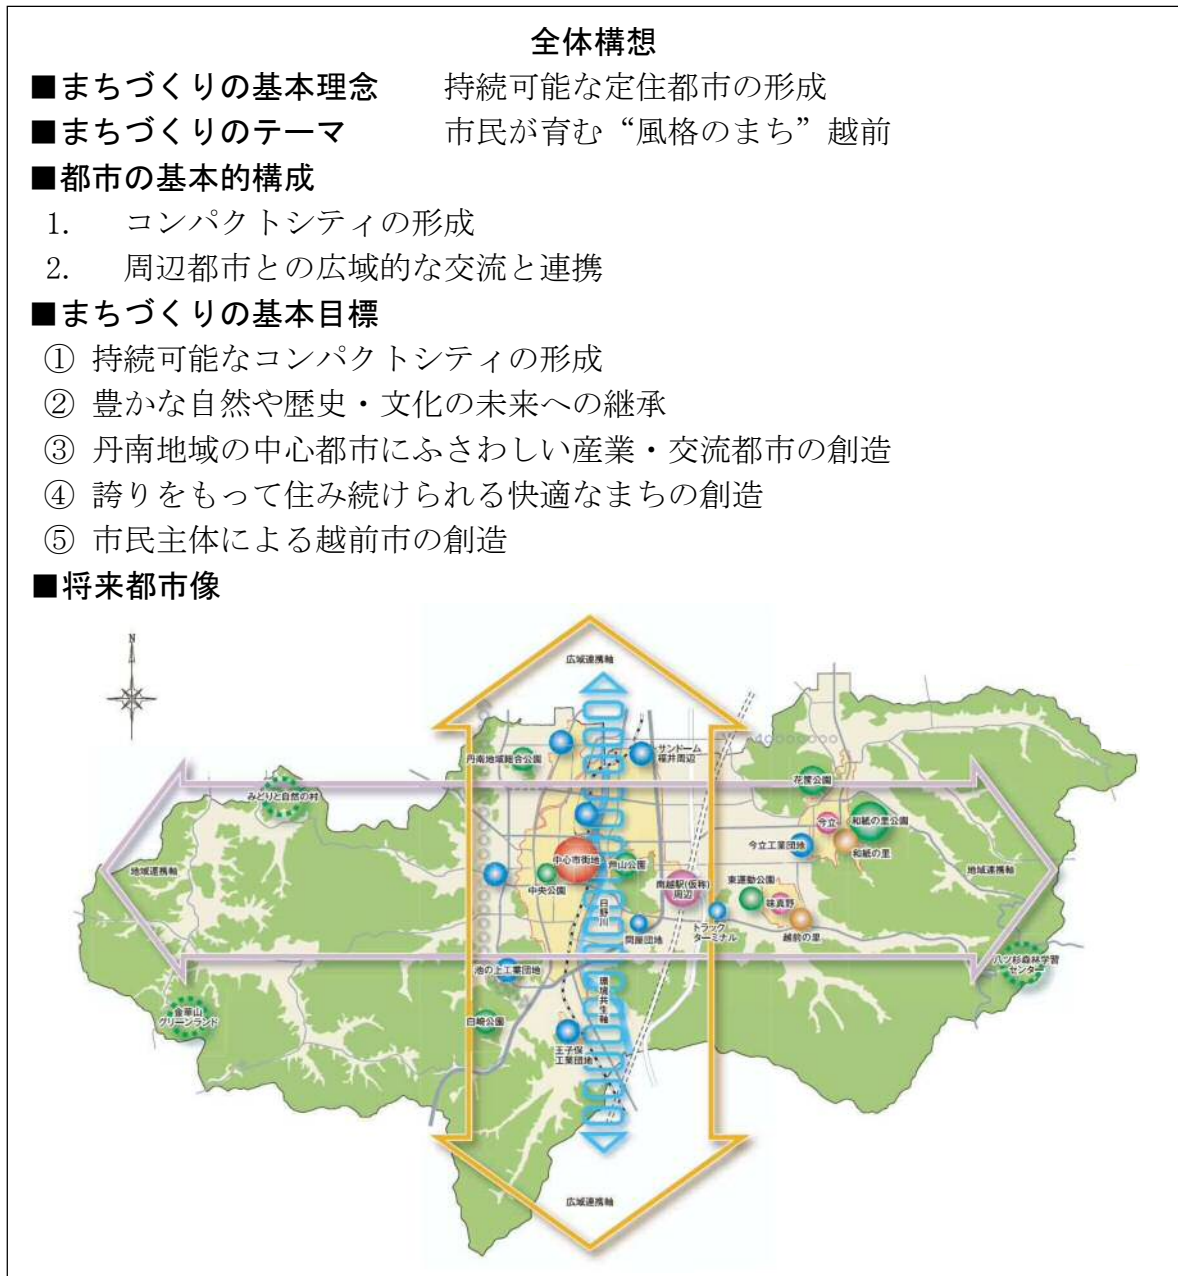 全体構想
■まちづくりの基本理念 持続可能な定住都市の形成
■まちづくりのテーマ 市民が育む“風格のまち”越前
■都市の基本的構成
1. コンパクトシティの形成
2. 周辺都市との広域的な交流と連携
■まちづくりの基本目標
① 持続可能なコンパクトシティの形成
② 豊かな自然や歴史・文化の未来への継承
③ 丹南地域の中心都市にふさわしい産業・交流都市の創造
④ 誇りをもって住み続けられる快適なまちの創造
⑤ 市民主体による越前市の創造
■将来都市像
N
広域連携軸
丹南地域総合公園
サンドーム
福井周辺
みどりと自然の村
花筐公園
今立
和紙の里公園
今立工業団地
和紙の里
地域連携軸
中心市街地
芦山公園
中央公園
南越駅(仮称)
周辺
東運動公園
地域連携軸
味真野
日野川
問屋団地
トラック
ターミナル
越前の里
池の上工業団地
八ツ杉森林学習
センター
環境共生軸
金華山
グリーンランド
白崎公園
王子保
工業団地
広域連携軸